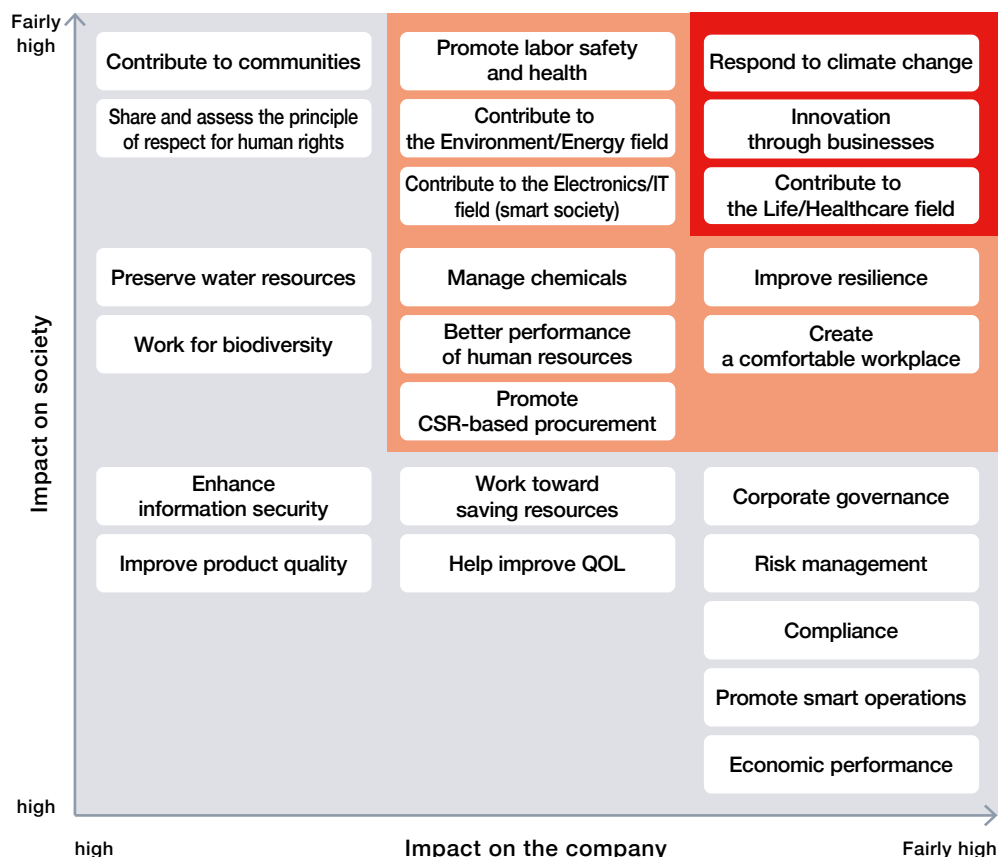 Fairly
high
Contribute to communities
Promote labor safety
and health
Respond to climate change
Share and assess the principle
of respect for human rights
Contribute to
the Environment/Energy field
Innovation
through businesses
Contribute to the Electronics/IT
field (smart society)
Contribute to
the Life/Healthcare field
Preserve water resources
Manage chemicals
Improve resilience
Work for biodiversity
Better performance
of human resources
Create
a comfortable workplace
Promote
CSR-based procurement
Impact on society
Enhance
information security
Work toward
saving resources
Corporate governance
Improve product quality
Help improve QOL
Risk management
Compliance
Promote smart operations
Economic performance
high
high
Impact on the company
Fairly high